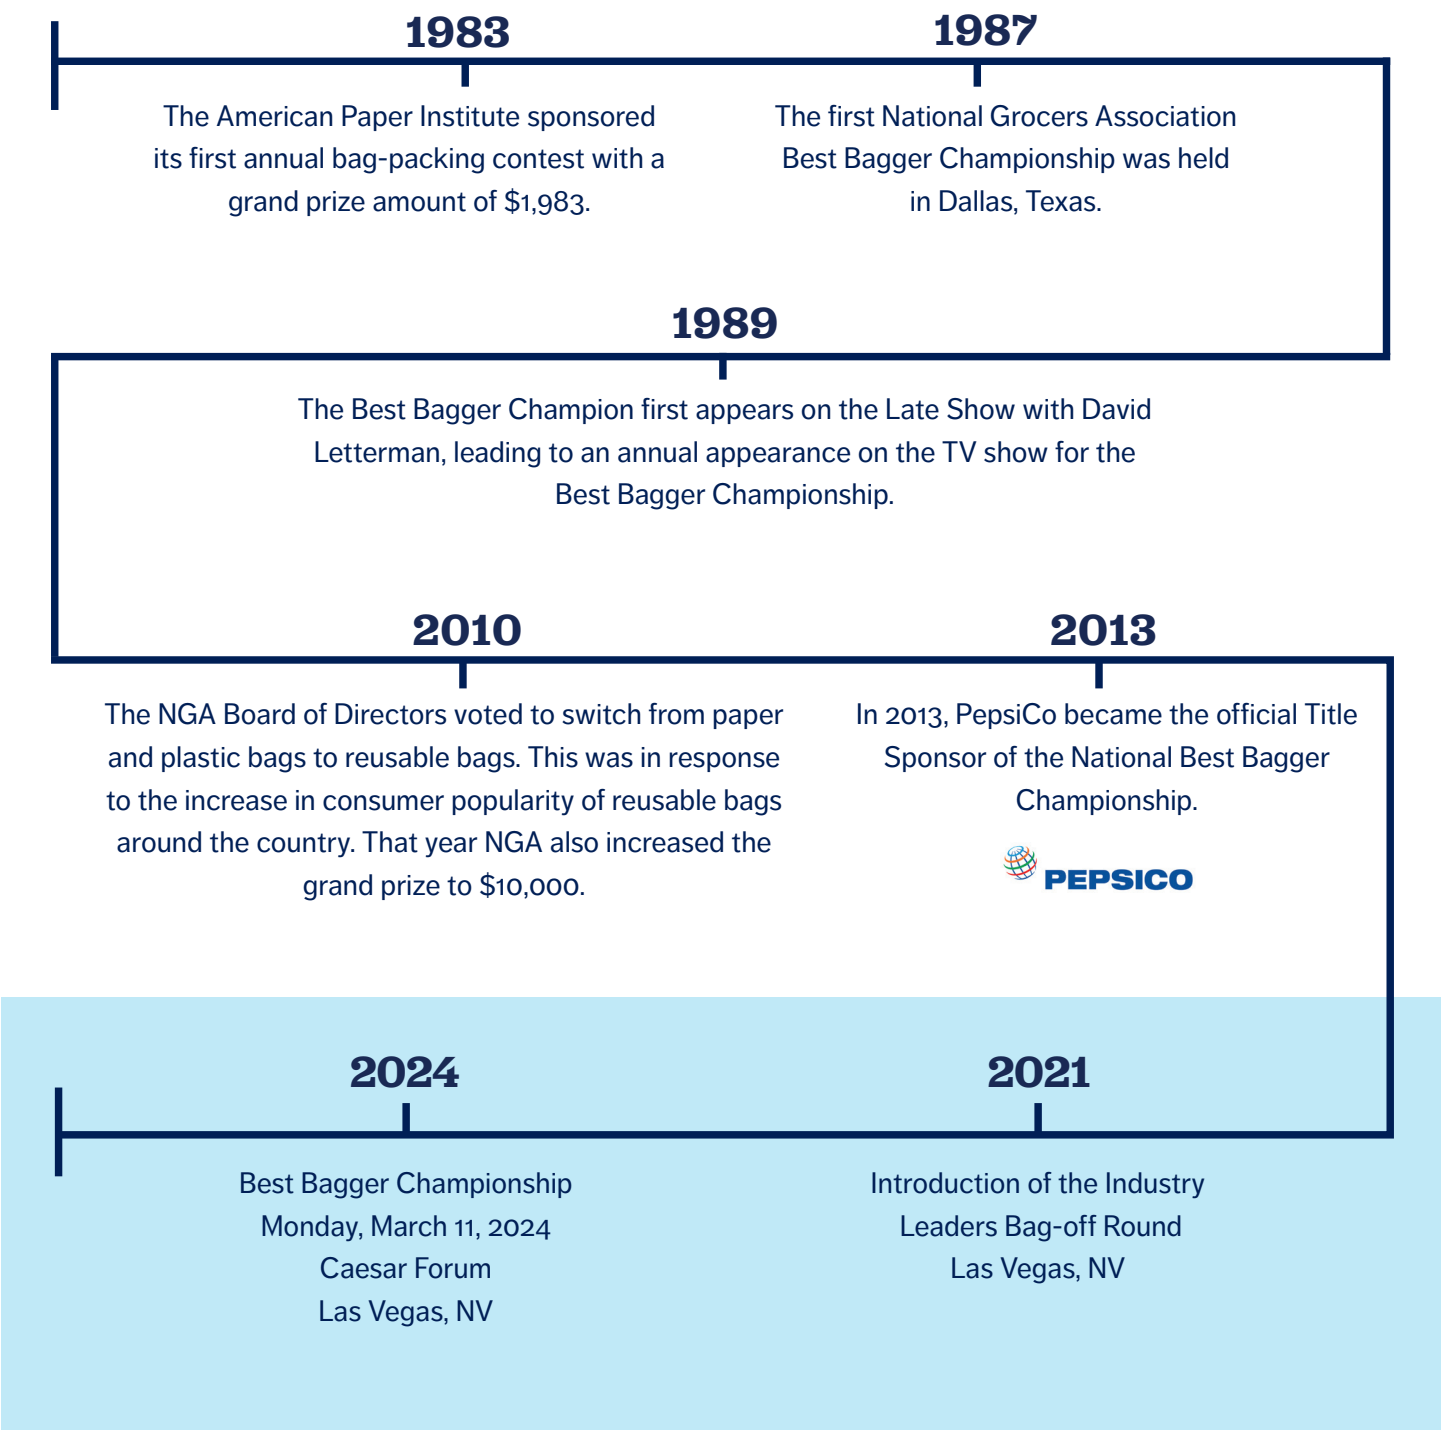 1983
The American Paper Institute sponsored
its first annual bag-packing contest with a
grand prize amount of $1,983.
1987
The first National Grocers Association
Best Bagger Championship was held
in Dallas, Texas.
1989
The Best Bagger Champion first appears on the Late Show with David
Letterman, leading to an annual appearance on the TV show for the
Best Bagger Championship.
2010
The NGA Board of Directors voted to switch from paper
and plastic bags to reusable bags. This was in response
to the increase in consumer popularity of reusable bags
around the country. That year NGA also increased the
grand prize to $10,000.
2013
In 2013, PepsiCo became the official Title
Sponsor of the National Best Bagger
Championship.
PEPSICO
2021
Introduction of the Industry
Leaders Bag-off Round
Las Vegas, NV
2024
Best Bagger Championship
Monday, March 11, 2024
Caesar Forum
Las Vegas, NV